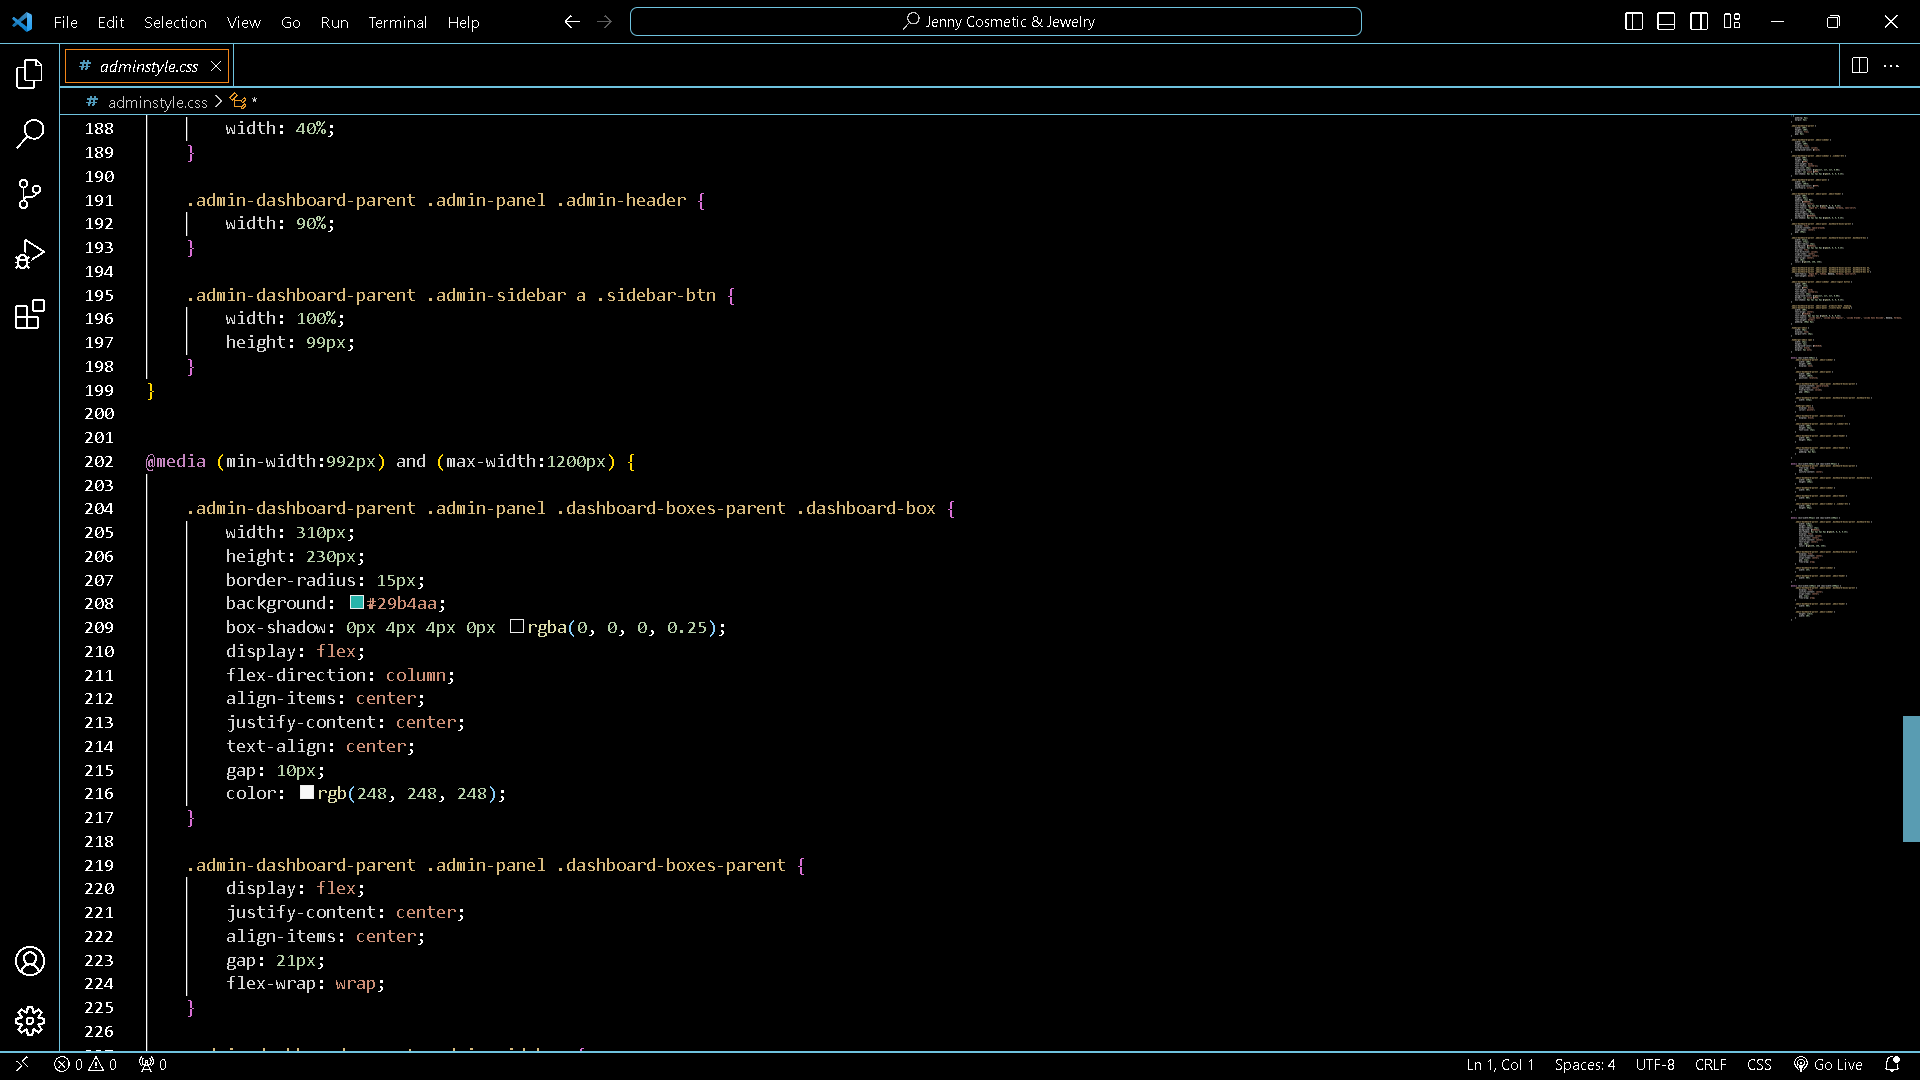 File Edit Selection View Go Run Terminal Help
Jenny Cosmetic & Jewelry
# adminstyle.css
# adminstyle.css > *
188 width: 40%;
189 }
190
191 .admin-dashboard-parent .admin-panel .admin-header {
192 width: 90%;
193 }
194
195 .admin-dashboard-parent .admin-sidebar a .sidebar-btn {
196 width: 100%;
197 height: 99px;
198 }
199 }
200
201
202 @media (min-width:992px) and (max-width:1200px) {
203
204 .admin-dashboard-parent .admin-panel .dashboard-boxes-parent .dashboard-box {
205 width: 310px;
206 height: 230px;
207 border-radius: 15px;
208 background: #29b4aa;
209 box-shadow: 0px 4px 4px 0px rgba(0, 0, 0, 0.25);
210 display: flex;
211 flex-direction: column;
212 align-items: center;
213 justify-content: center;
214 text-align: center;
215 gap: 10px;
216 color: rgb(248, 248, 248);
217 }
218
219 .admin-dashboard-parent .admin-panel .dashboard-boxes-parent {
220 display: flex;
221 justify-content: center;
222 align-items: center;
223 gap: 21px;
224 flex-wrap: wrap;
225 }
226
0 0 0
Ln 1, Col 1 Spaces: 4 UTF-8 CRLF CSS Go Live